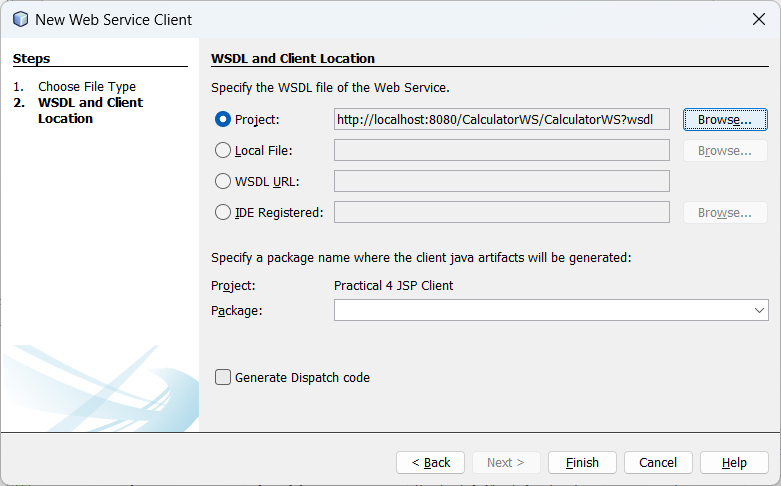 New Web Service Client
Steps
1. Choose File Type
2. WSDL and Client
Location
WSDL and Client Location
Specify the WSDL file of the Web Service.
Project: http://localhost:8080/CalculatorWS/CalculatorWS?wsdl Browse...
Local File: Browse...
WSDL URL:
IDE Registered: Browse...
Specify a package name where the client java artifacts will be generated:
Project: Practical 4 JSP Client
Package:
Generate Dispatch code
< Back Next > Finish Cancel Help